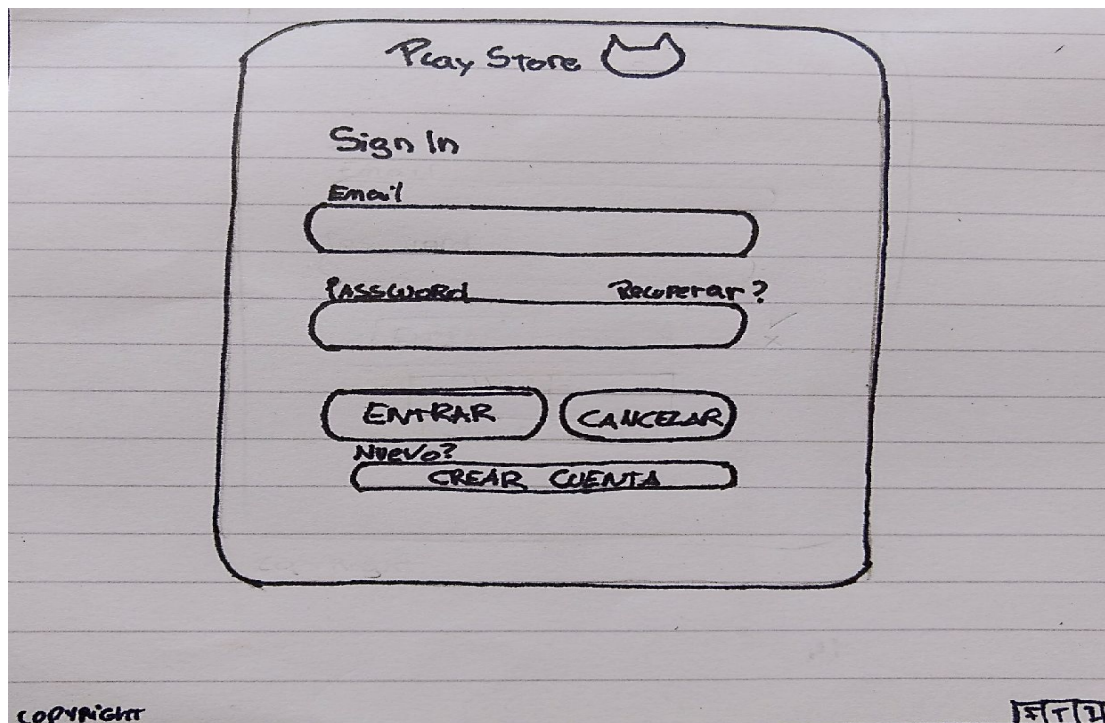 Play Store
Sign In
Email
PASSWORD Recuperar?
ENTRAR CANCELAR
Nuevo?
CREAR CUENTA
COPYRIGHT